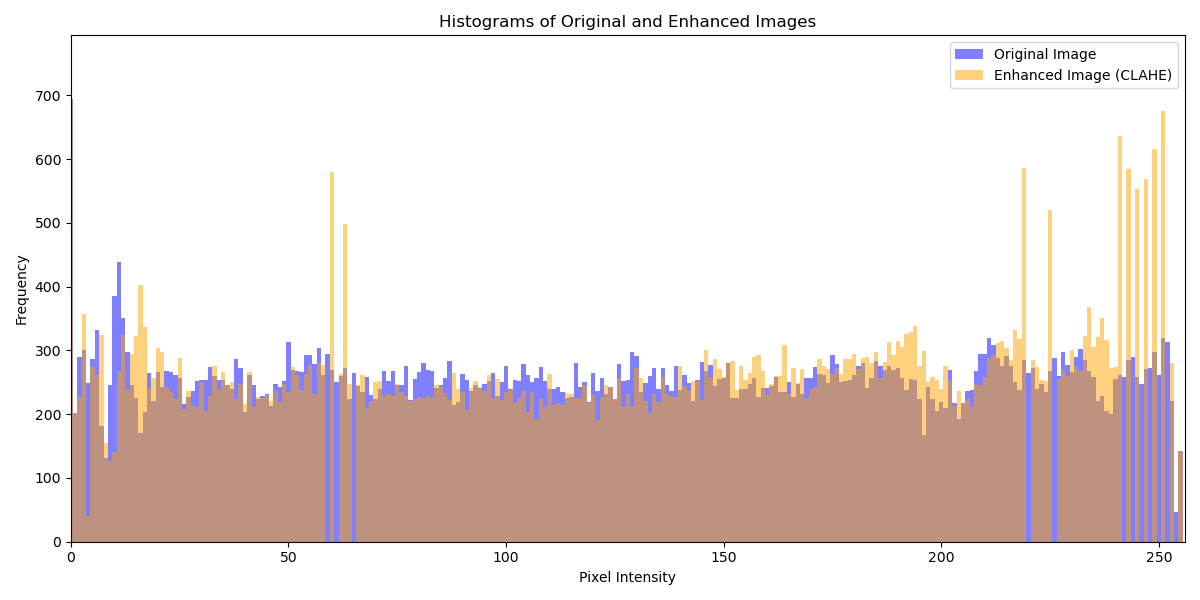 Histograms of Original and Enhanced Images
Original Image
Enhanced Image (CLAHE)
Frequency
700
600
500
400
300
200
100
0
0 50 100 150 200 250
Pixel Intensity